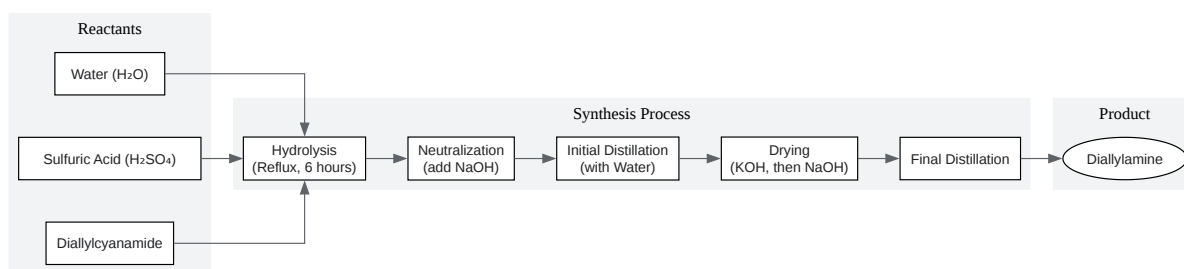 Reactants
Water (H₂O)
Sulfuric Acid (H₂SO₄)
Diallylcyanamide
Synthesis Process
Hydrolysis
(Reflux, 6 hours)
Neutralization
(add NaOH)
Initial Distillation
(with Water)
Drying
(KOH, then NaOH)
Final Distillation
Product
Diallylamine